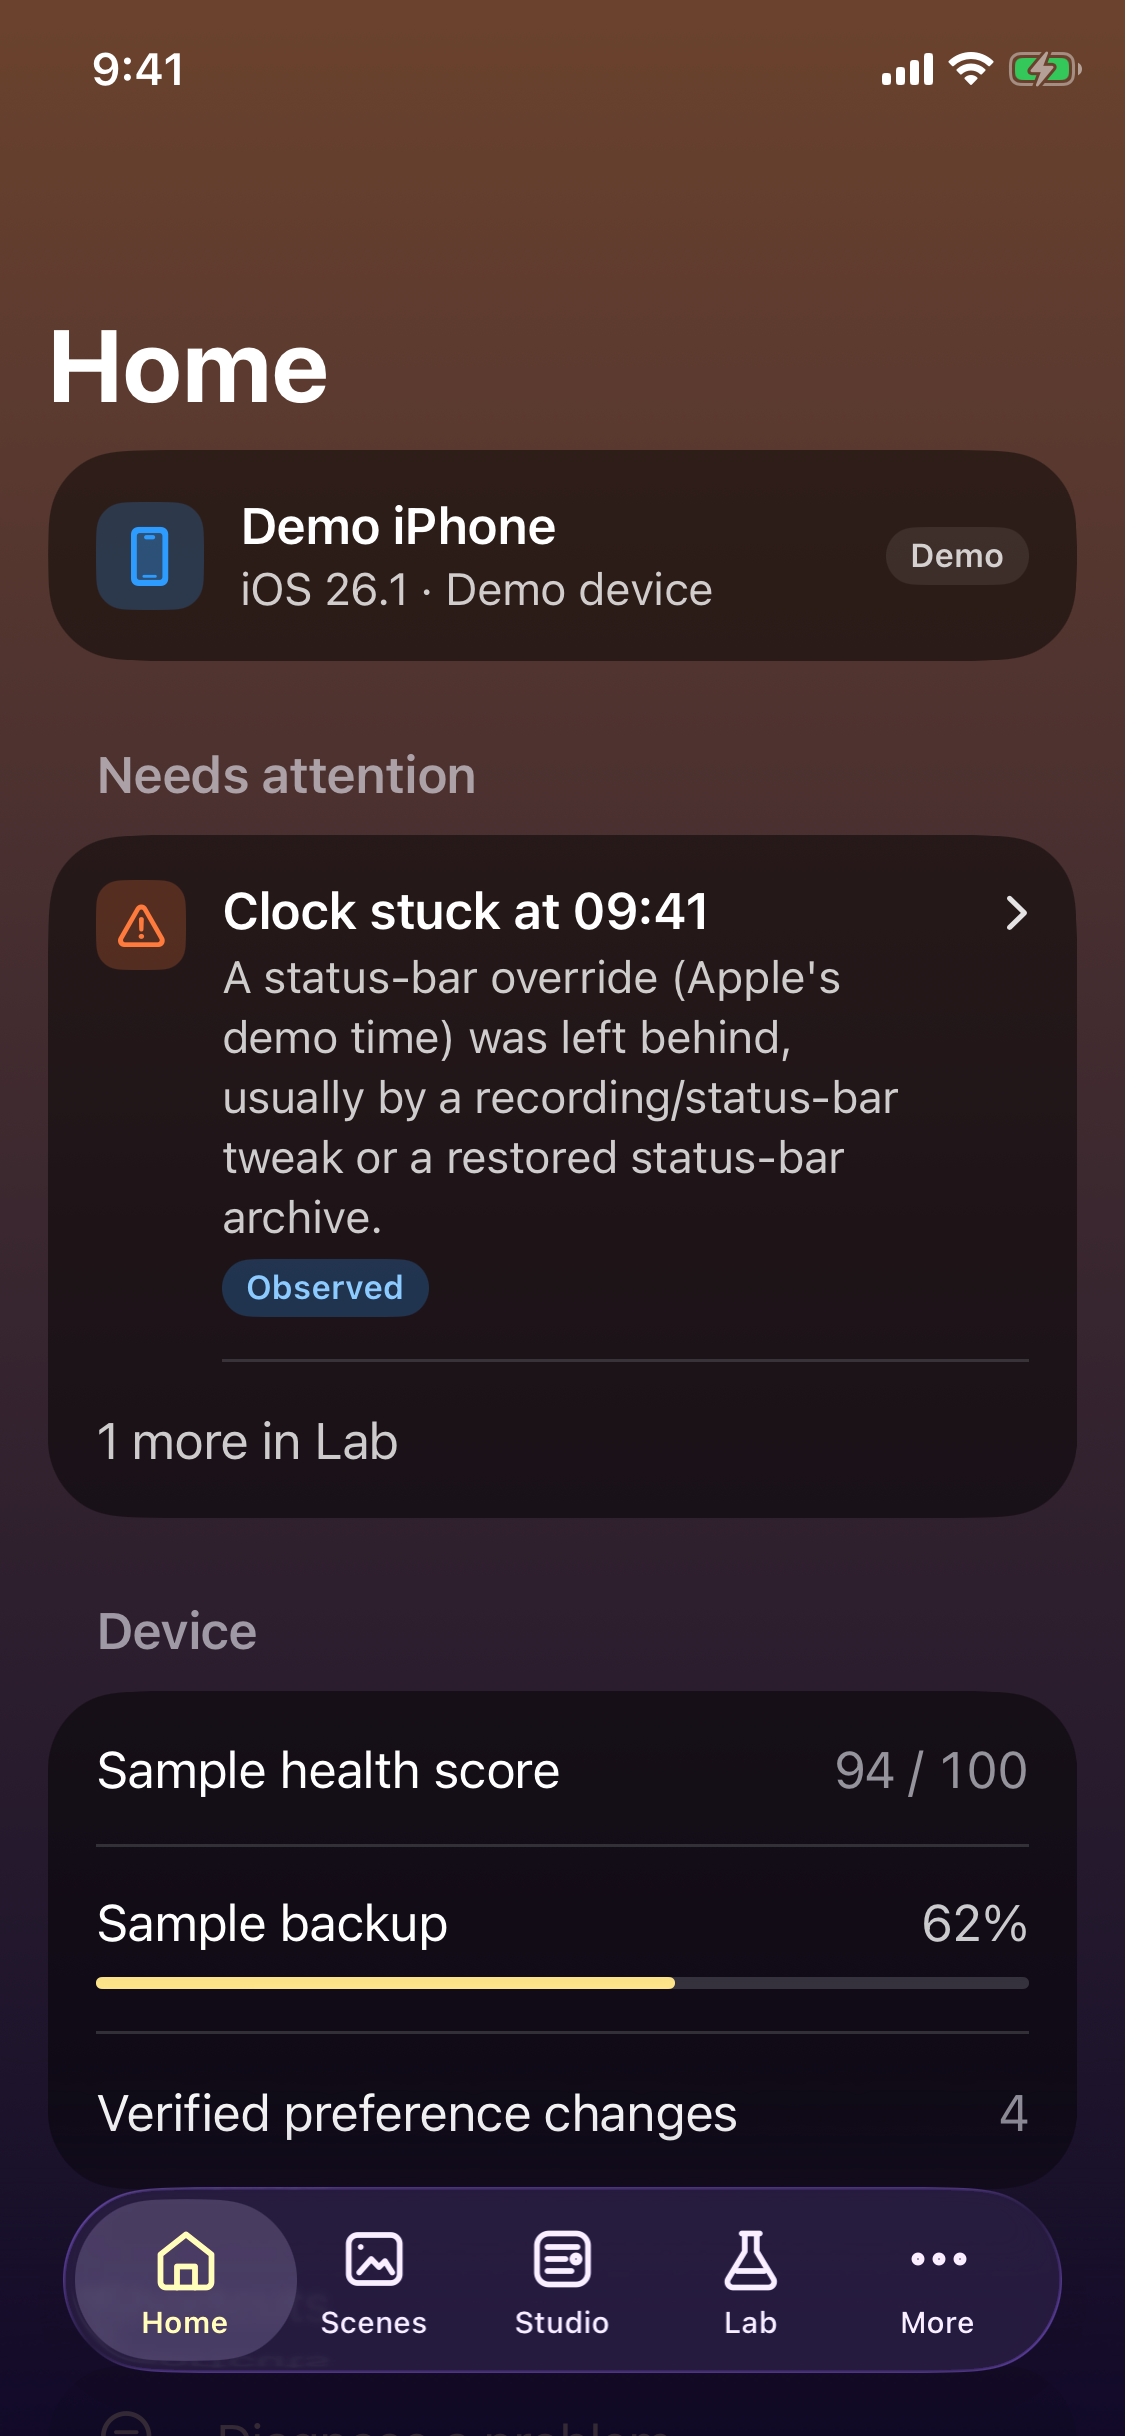 9:41
Home
Demo iPhone
iOS 26.1 · Demo device
Demo
Needs attention
Clock stuck at 09:41
A status-bar override (Apple's
demo time) was left behind,
usually by a recording/status-bar
tweak or a restored status-bar
archive.
Observed
1 more in Lab
Device
Sample health score
94 / 100
Sample backup
62%
Verified preference changes
4
Home
Scenes
Studio
Lab
More
Diagnose a problem